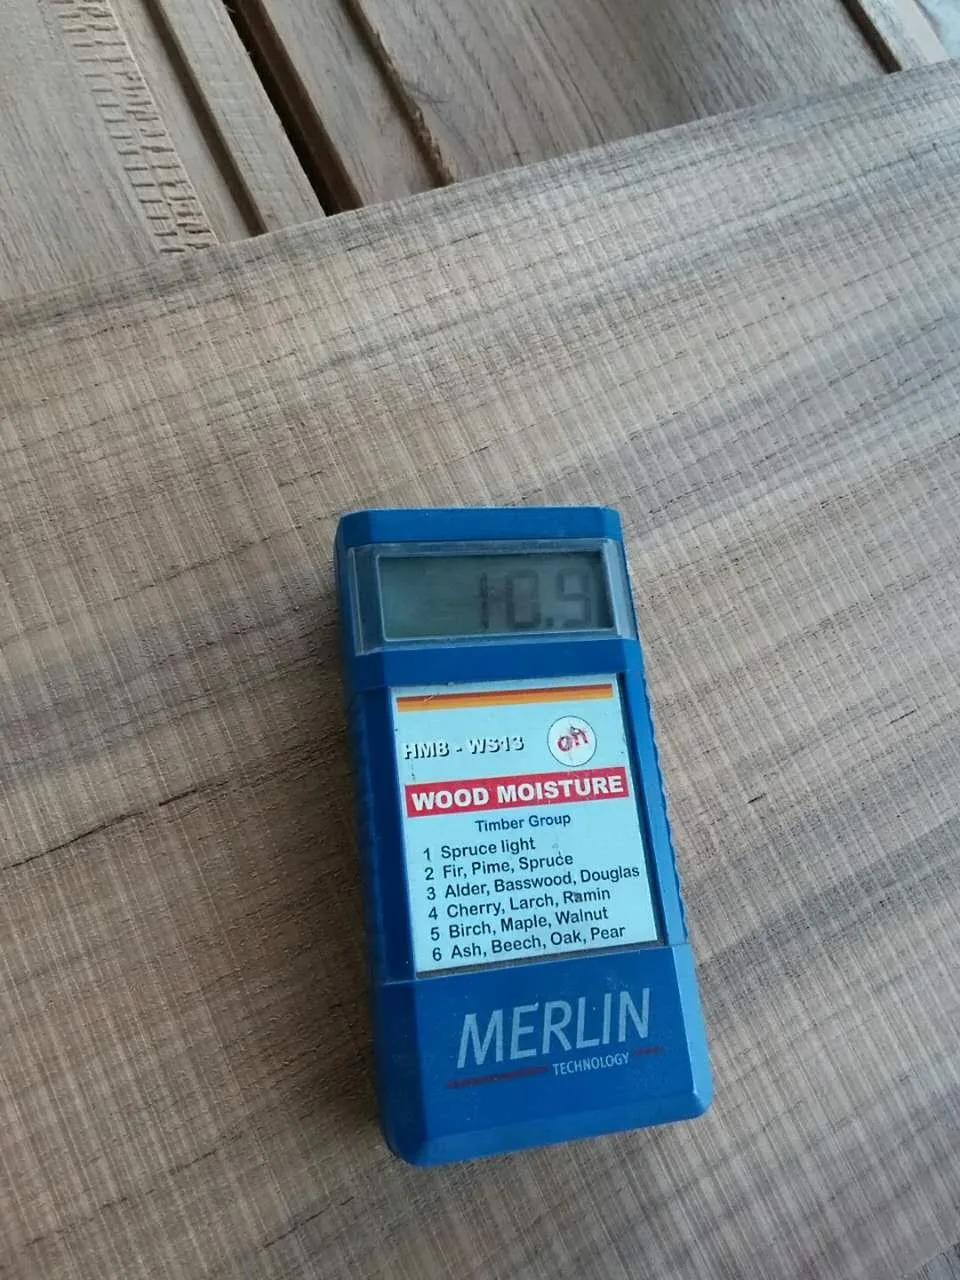 10.9
HM8 - WS13
on
WOOD MOISTURE
Timber Group
1 Spruce light
2 Fir, Pime, Spruce
3 Alder, Basswood, Douglas
4 Cherry, Larch, Ramin
5 Birch, Maple, Walnut
6 Ash, Beech, Oak, Pear
MERLIN
TECHNOLOGY